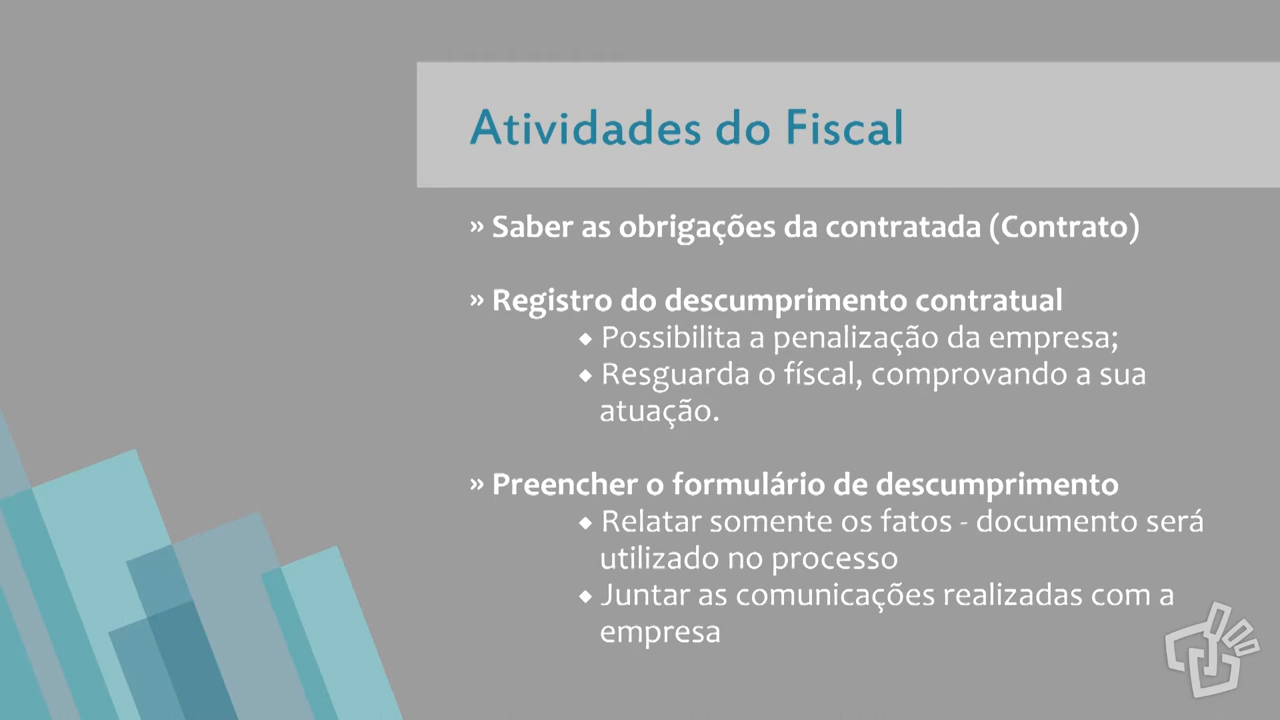 Atividades do Fiscal
» Saber as obrigações da contratada (Contrato)
» Registro do descumprimento contratual
◆ Possibilita a penalização da empresa;
◆ Resguarda o físcal, comprovando a sua
atuação.
» Preencher o formulário de descumprimento
◆ Relatar somente os fatos - documento será
utilizado no processo
◆ Juntar as comunicações realizadas com a
empresa